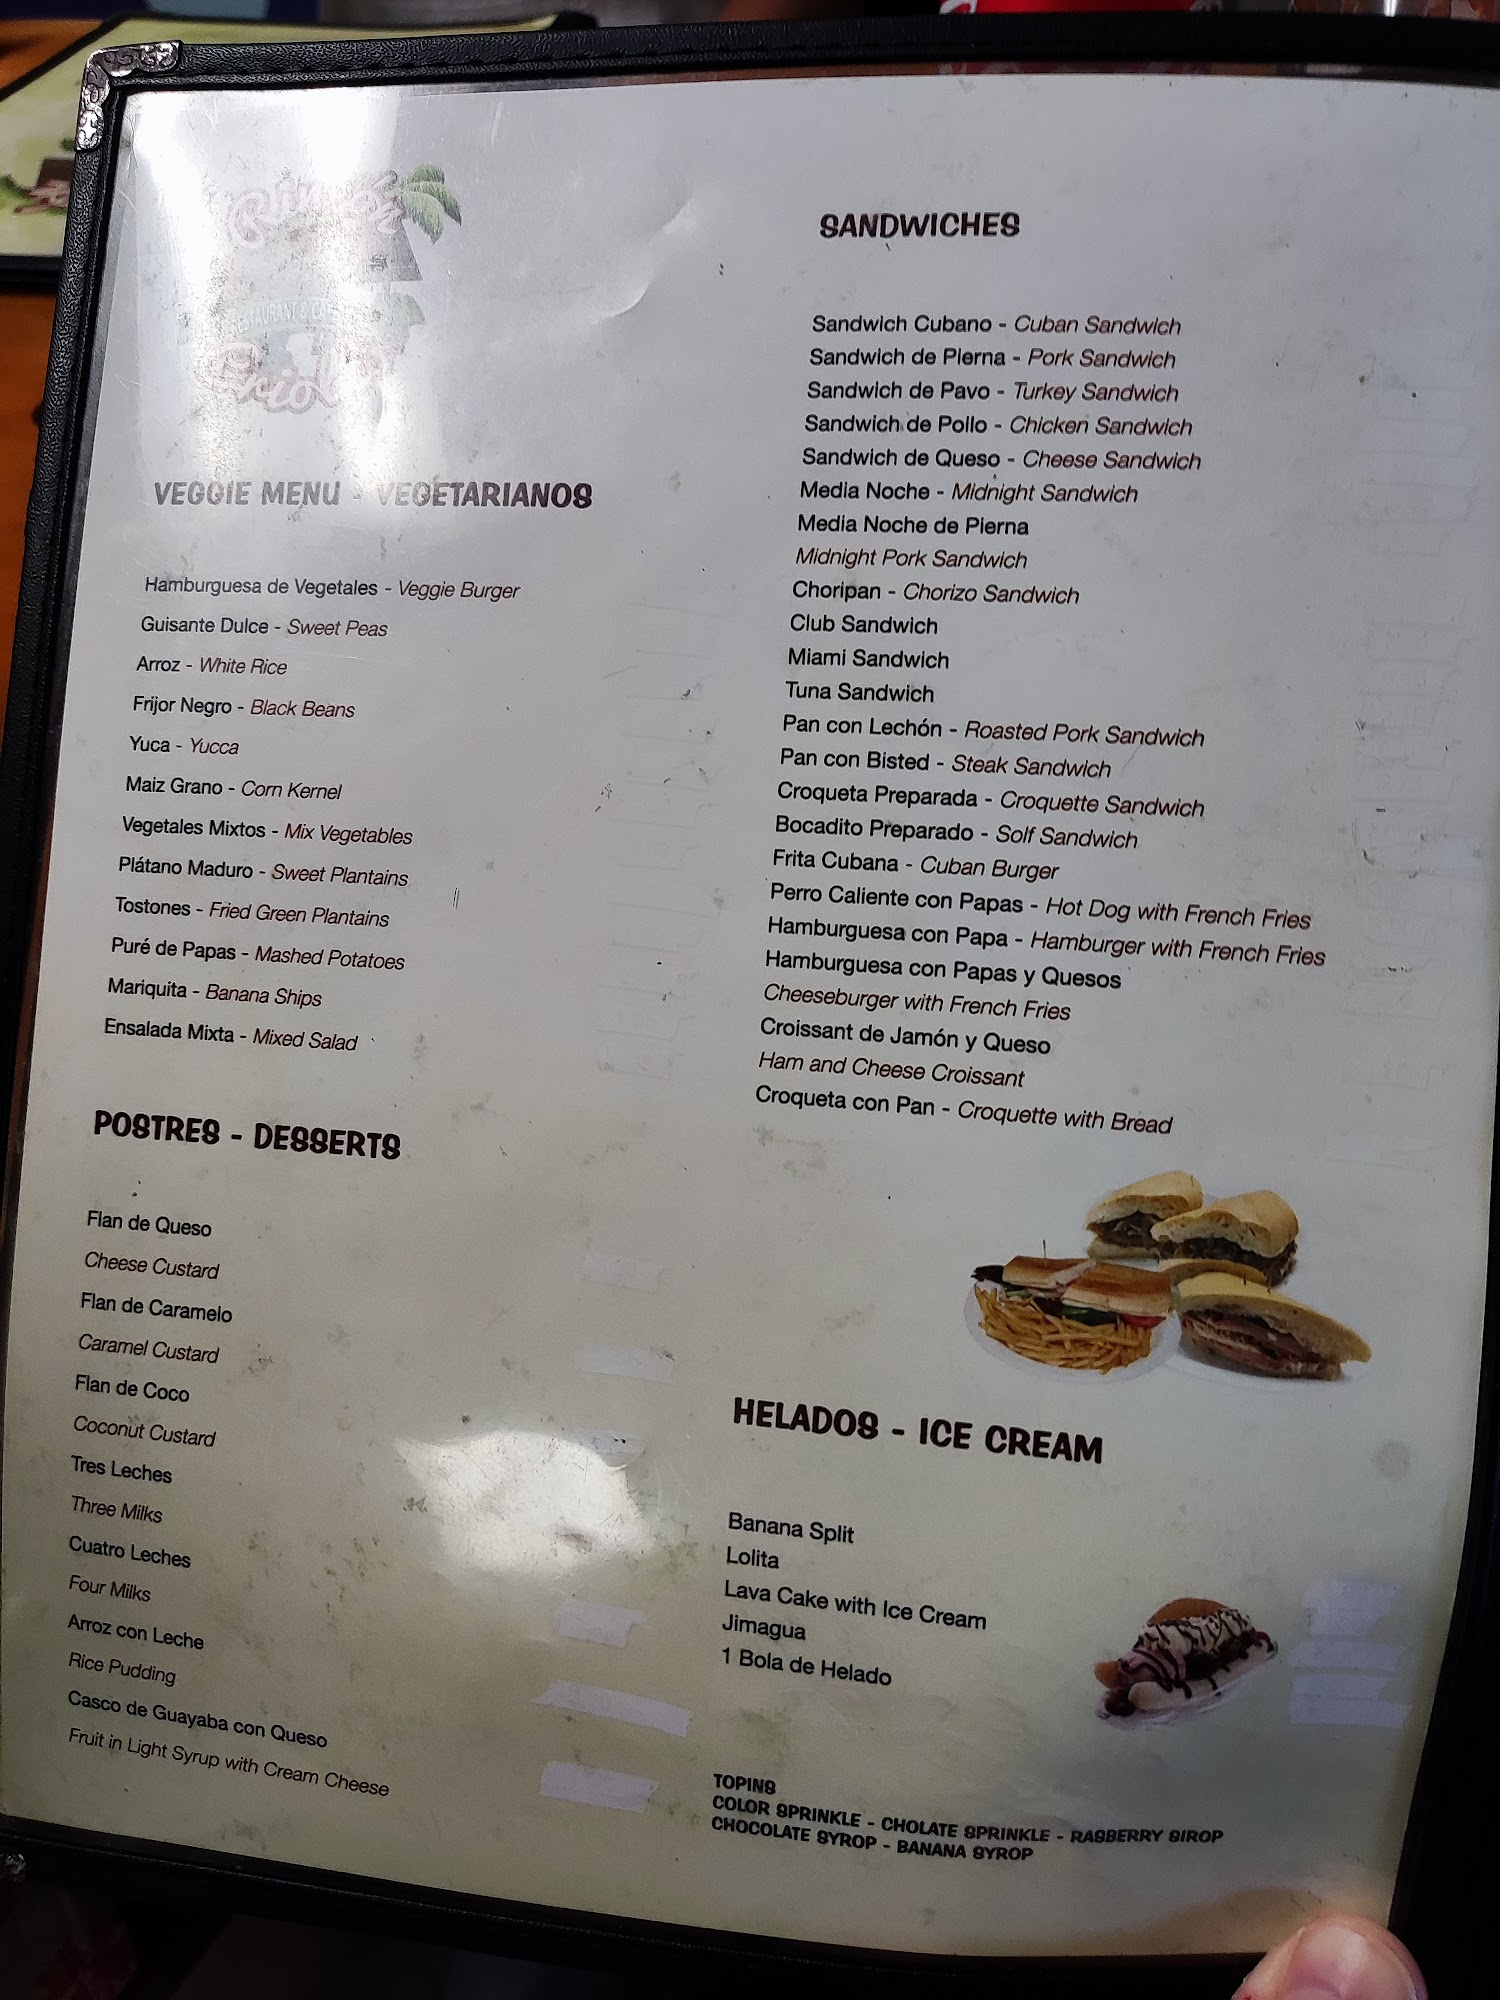 Rincon
RESTAURANT &
Criollo
VEGGIE MENU - VEGETARIANOS
Hamburguesa de Vegetales - Veggie Burger
Guisante Dulce - Sweet Peas
Arroz - White Rice
Frijor Negro - Black Beans
Yuca - Yucca
Maiz Grano - Corn Kernel
Vegetales Mixtos - Mix Vegetables
Plátano Maduro - Sweet Plantains
Tostones - Fried Green Plantains
Puré de Papas - Mashed Potatoes
Mariquita - Banana Ships
Ensalada Mixta - Mixed Salad
POSTRES - DESSERTS
Flan de Queso
Cheese Custard
Flan de Caramelo
Caramel Custard
Flan de Coco
Coconut Custard
Tres Leches
Three Milks
Cuatro Leches
Four Milks
Arroz con Leche
Rice Pudding
Casco de Guayaba con Queso
Fruit in Light Syrup with Cream Cheese
SANDWICHES
Sandwich Cubano - Cuban Sandwich
Sandwich de Pierna - Pork Sandwich
Sandwich de Pavo - Turkey Sandwich
Sandwich de Pollo - Chicken Sandwich
Sandwich de Queso - Cheese Sandwich
Media Noche - Midnight Sandwich
Media Noche de Pierna
Midnight Pork Sandwich
Choripan - Chorizo Sandwich
Club Sandwich
Miami Sandwich
Tuna Sandwich
Pan con Lechón - Roasted Pork Sandwich
Pan con Bisted - Steak Sandwich
Croqueta Preparada - Croquette Sandwich
Bocadito Preparado - Solf Sandwich
Frita Cubana - Cuban Burger
Perro Caliente con Papas - Hot Dog with French Fries
Hamburguesa con Papa - Hamburger with French Fries
Hamburguesa con Papas y Quesos
Cheeseburger with French Fries
Croissant de Jamón y Queso
Ham and Cheese Croissant
Croqueta con Pan - Croquette with Bread
HELADOS - ICE CREAM
Banana Split
Lolita
Lava Cake with Ice Cream
Jimagua
1 Bola de Helado
TOPINS
COLOR SPRINKLE - CHOLATE SPRINKLE - RASBERRY SIROP
CHOCOLATE SYROP - BANANA SYROP